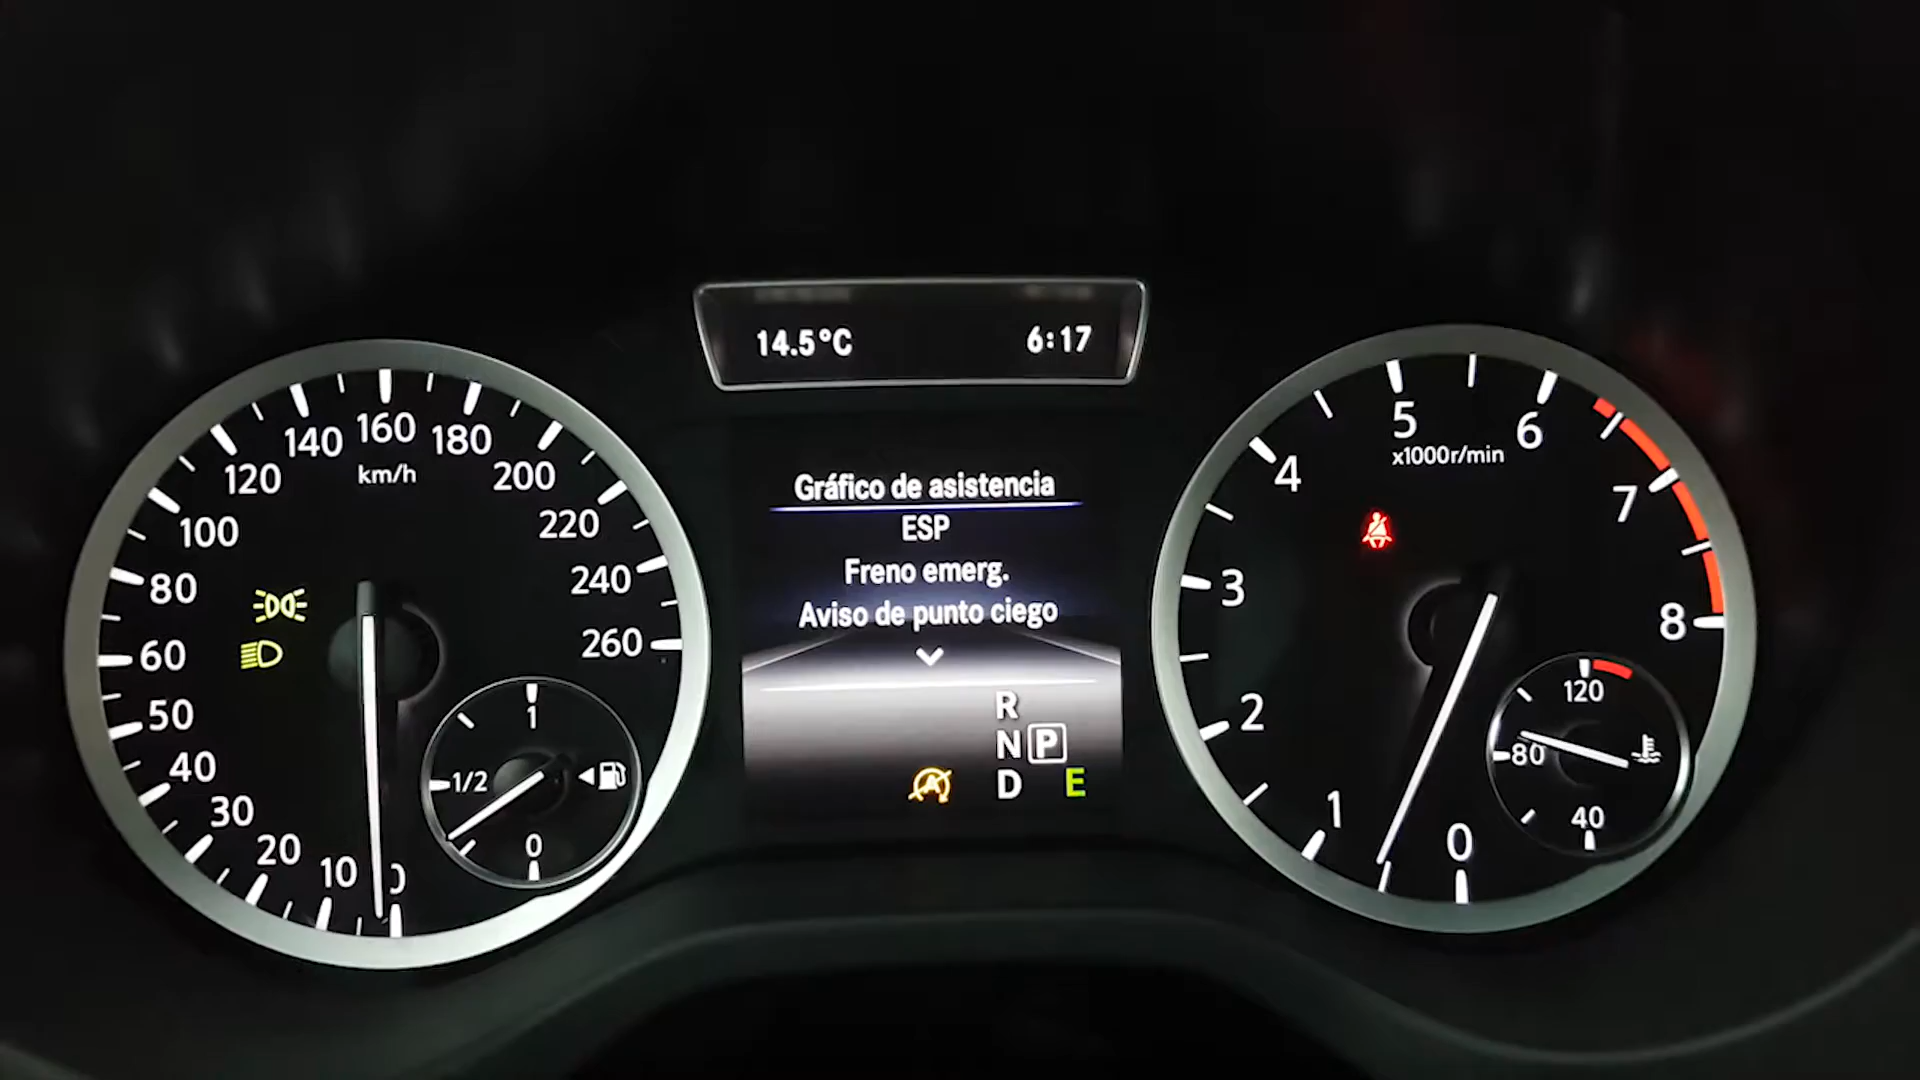 14.5°C 6:17
140 160 180
120 km/h 200
100 220
80 240
60 260
50
40
30
20
10 0
1
1/2
0
Gráfico de asistencia
ESP
Freno emerg.
Aviso de punto ciego
R
N P
D E
A
5 6
x1000r/min
4 7
3 8
2
1 0
120
80
40